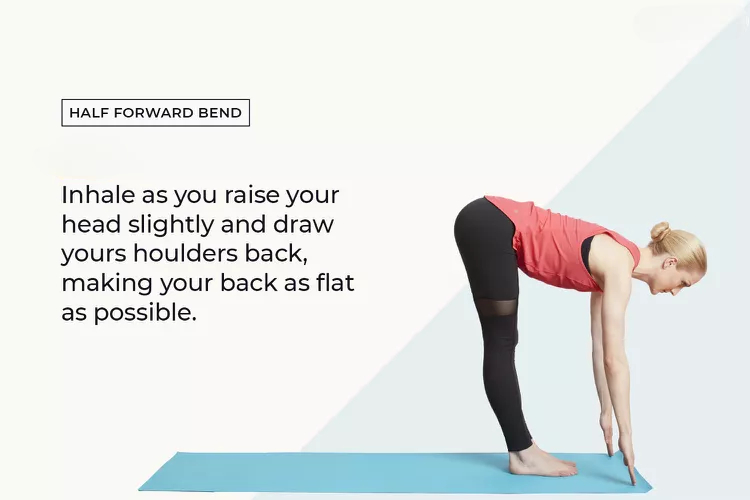 HALF FORWARD BEND
Inhale as you raise your
head slightly and draw
yours houlders back,
making your back as flat
as possible.